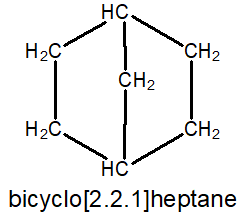 HC
H₂C CH₂
CH₂
H₂C CH₂
HC
bicyclo[2.2.1]heptane